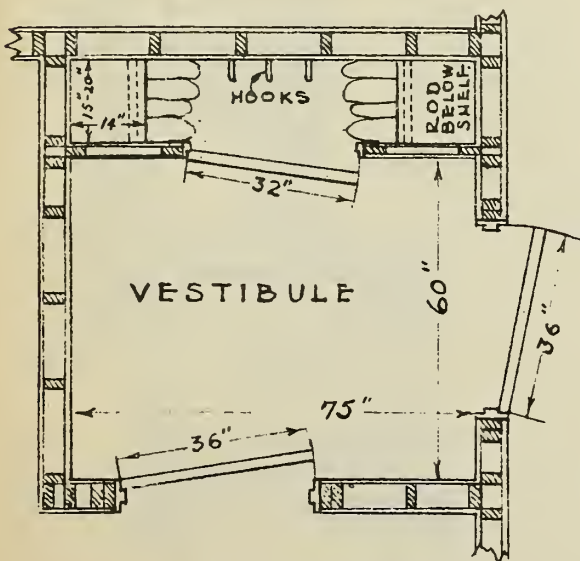 15"-20"
14"
HOOKS
ROD
BELOW
SHELF
32"
VESTIBULE
60"
36"
75"
36"